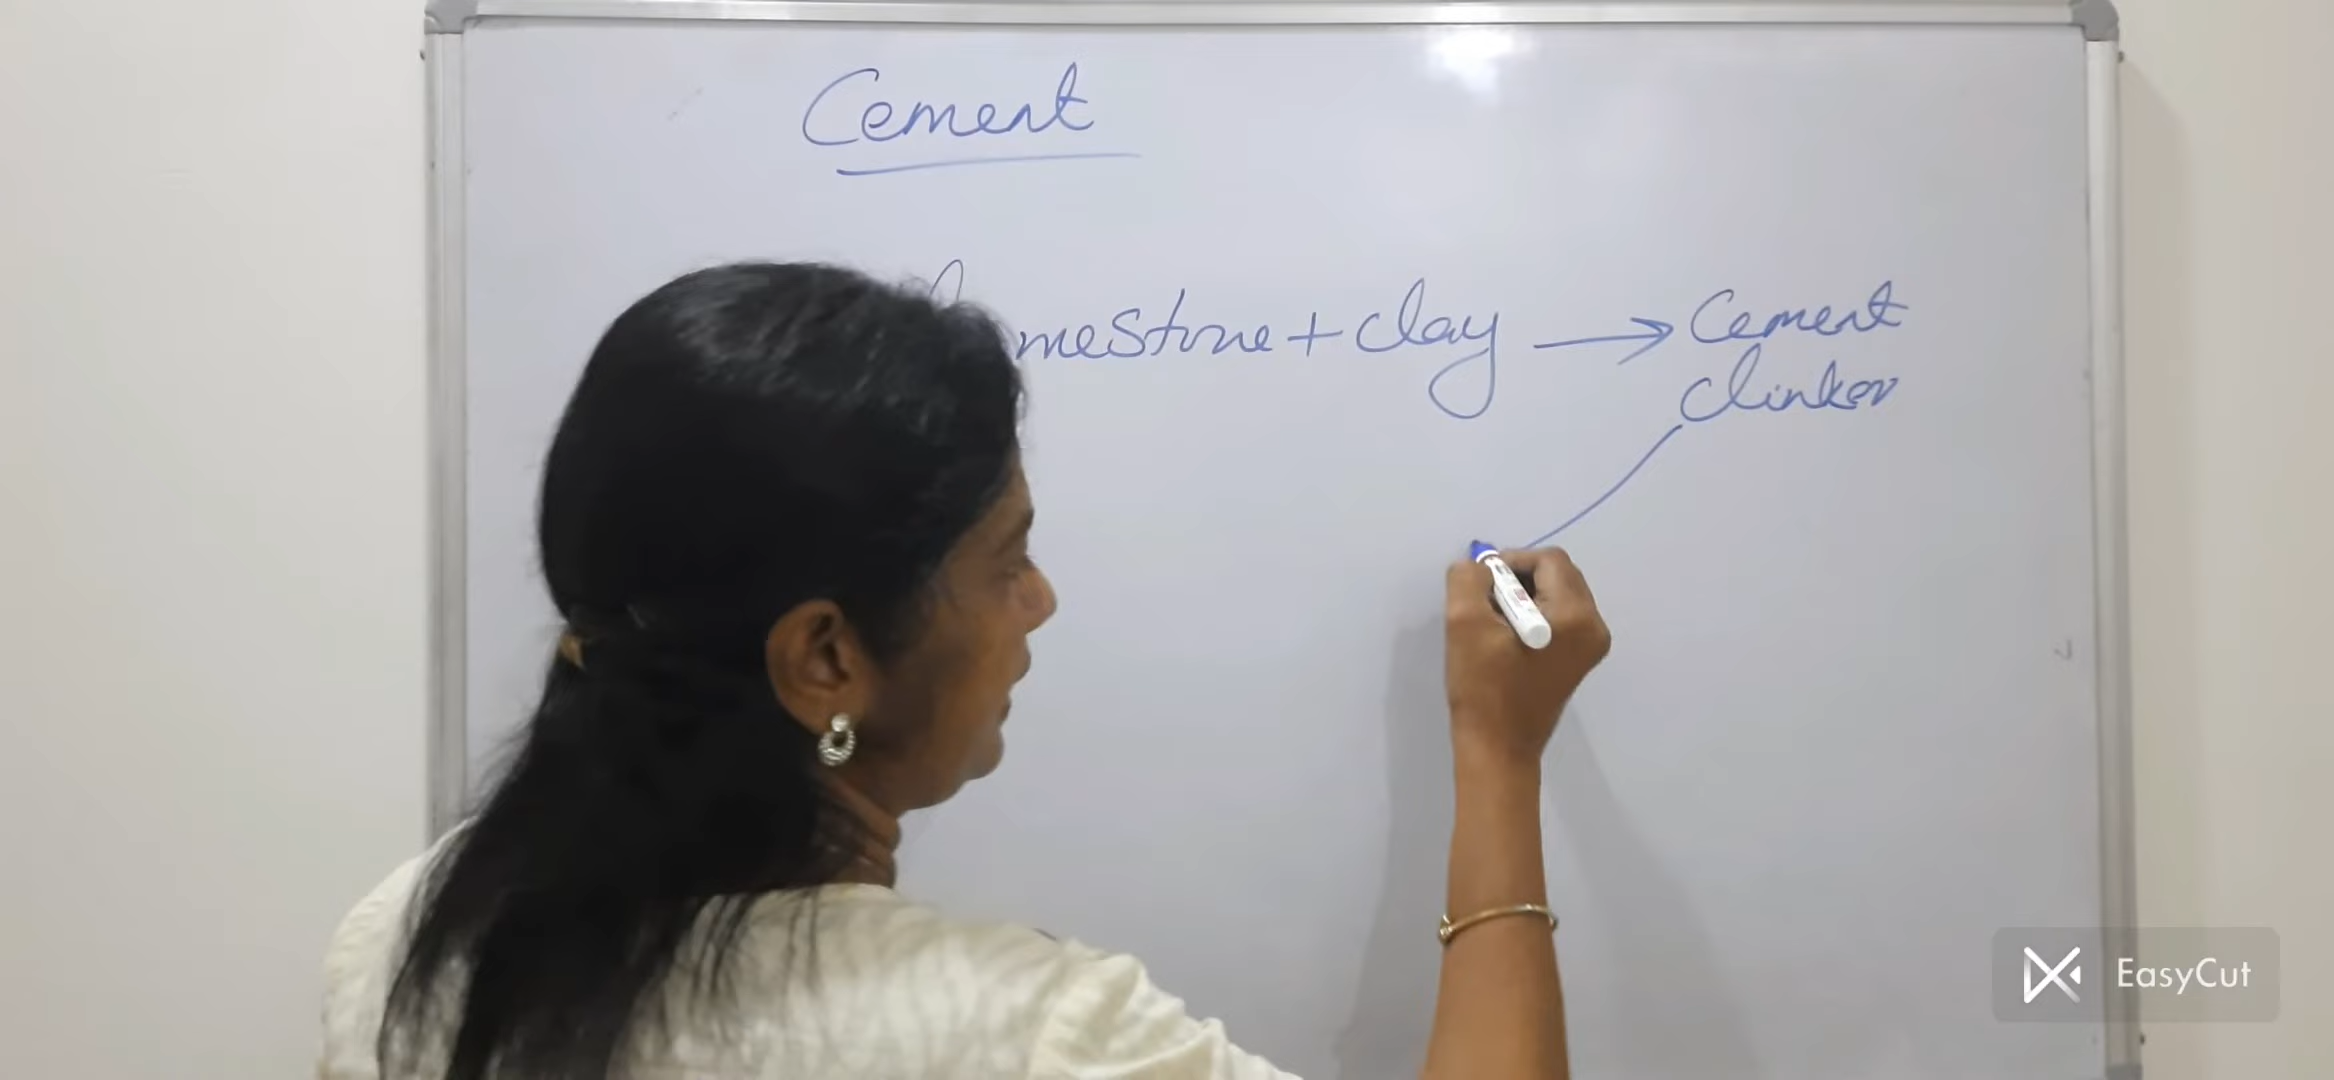 Cement
mestone + clay → Cement
clinker
EasyCut